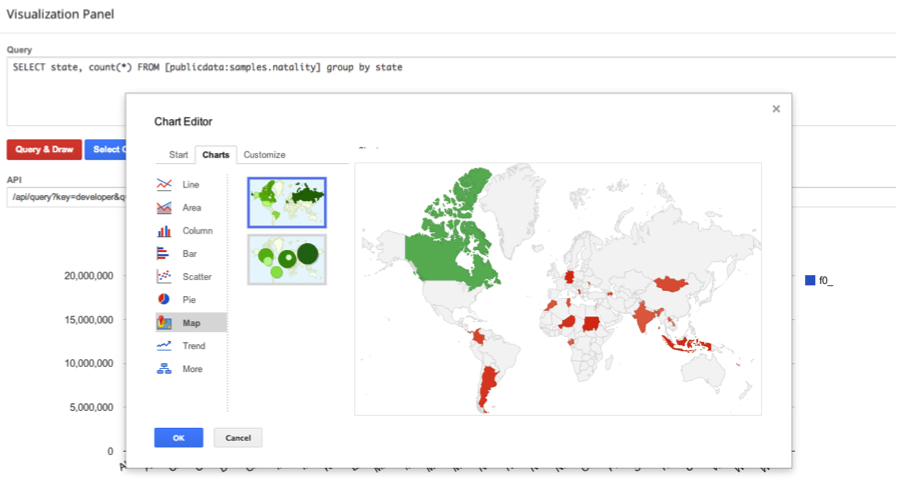 Visualization Panel
Query
SELECT state, count(*) FROM [publicdata:samples.natality] group by state
Chart Editor
Query & Draw
Select
Start
Charts
Customize
API
/api/query?key=developer&q
Line
Area
Column
Bar
Scatter
Pie
Map
Trend
More
20,000,000
15,000,000
10,000,000
5,000,000
0
f0_
OK
Cancel